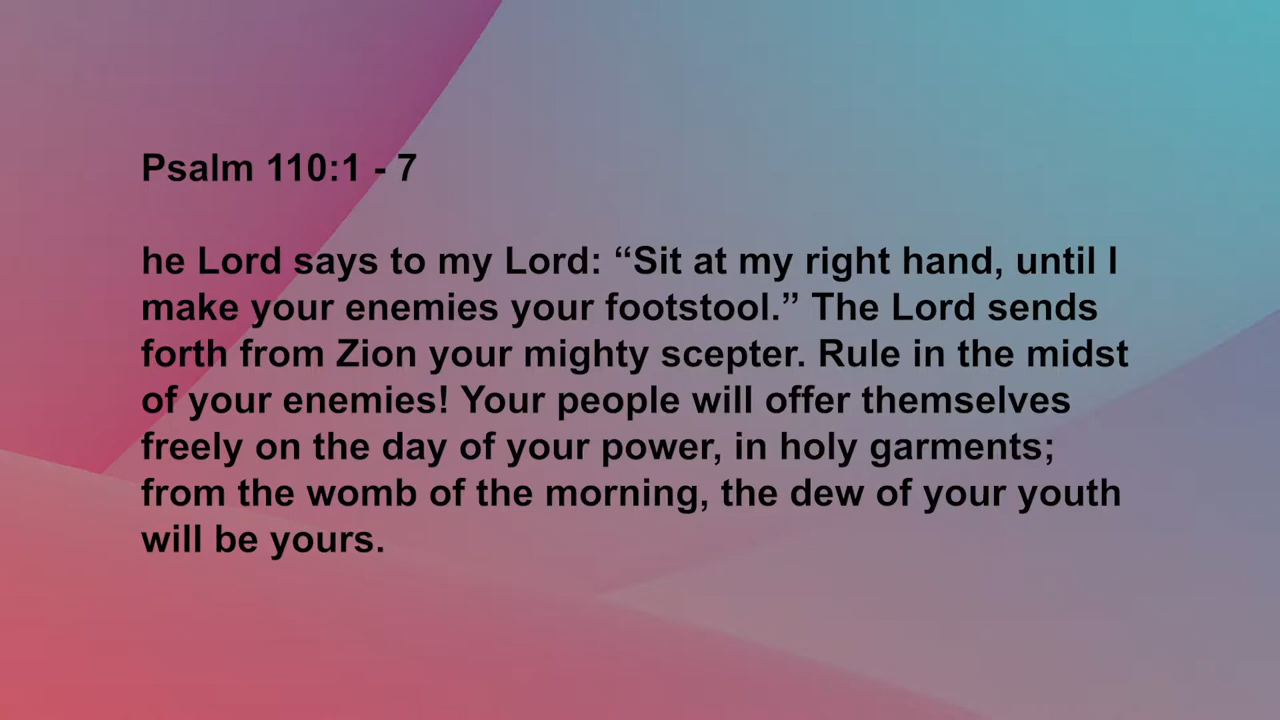 Psalm 110:1 - 7
he Lord says to my Lord: “Sit at my right hand, until I
make your enemies your footstool.” The Lord sends
forth from Zion your mighty scepter. Rule in the midst
of your enemies! Your people will offer themselves
freely on the day of your power, in holy garments;
from the womb of the morning, the dew of your youth
will be yours.